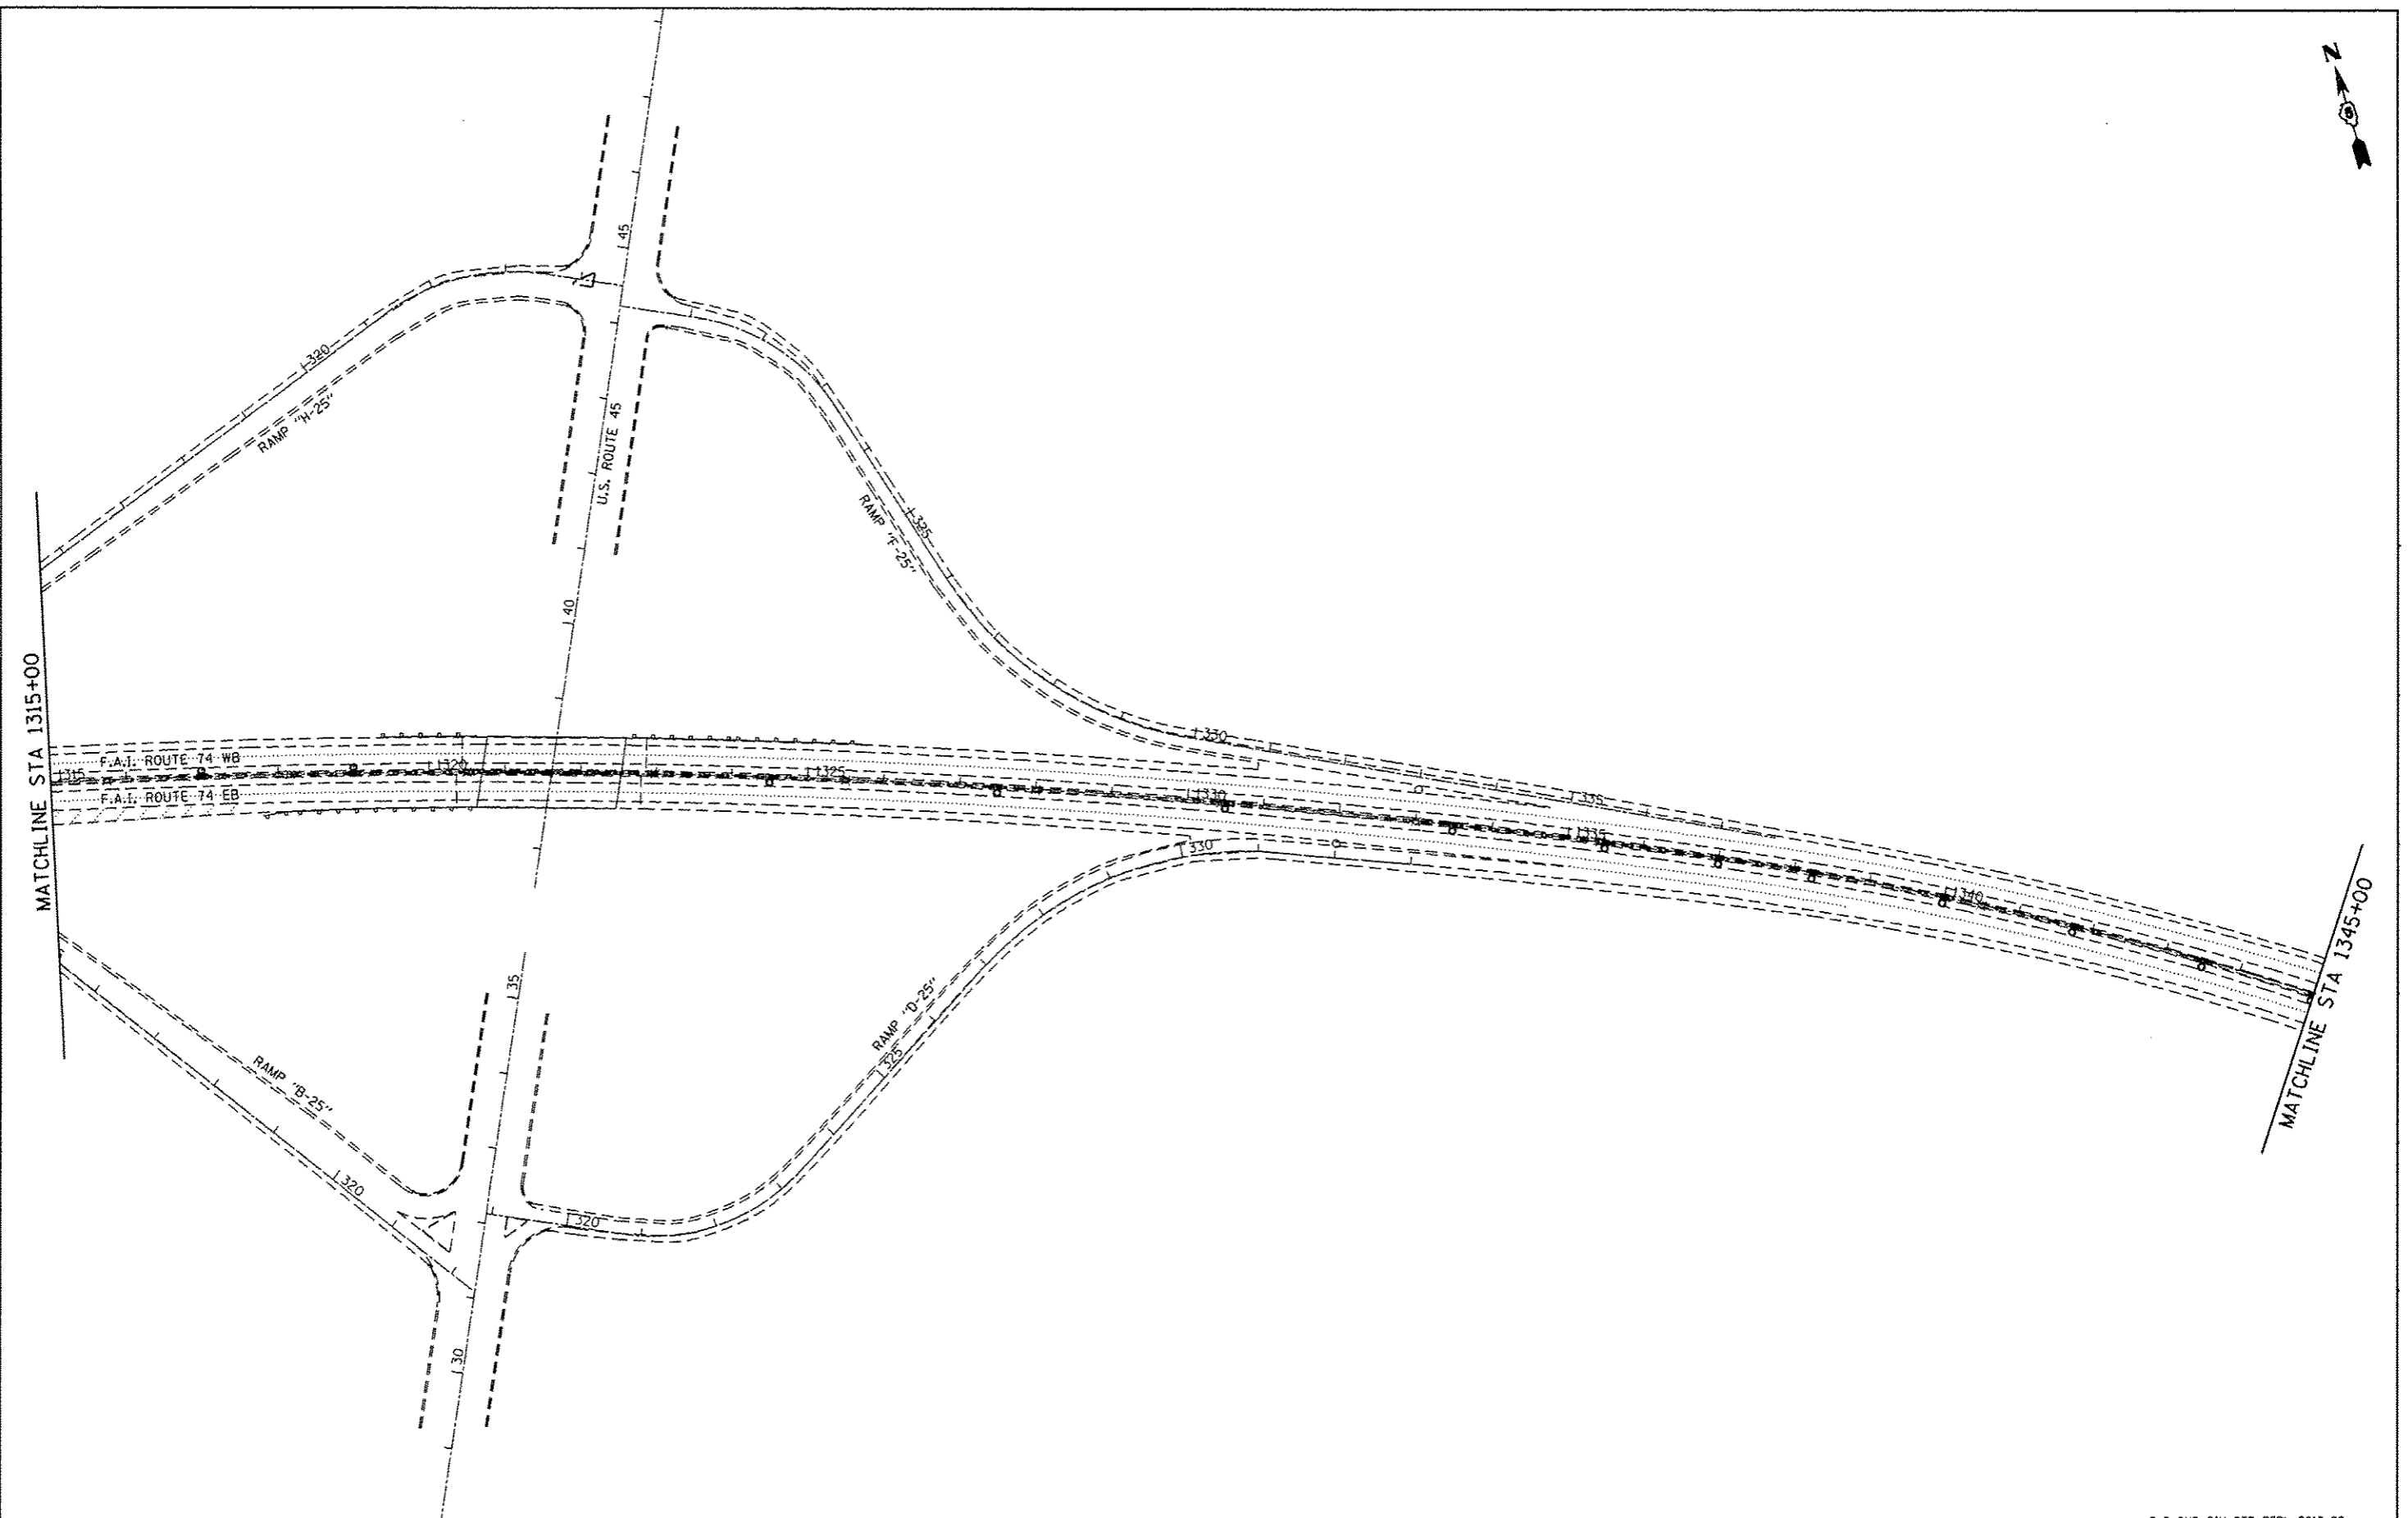 N
45
320
RAMP "H-25"
U.S. ROUTE 45
325
RAMP "F-25"
40
MATCHLINE STA 1315+00
330
F.A.I. ROUTE 74 WB
1315
1320
1325
1330
335
1335
F.A.I. ROUTE 74 EB
330
1340
MATCHLINE STA 1345+00
35
RAMP "D-25"
325
RAMP "B-25"
320
320
30